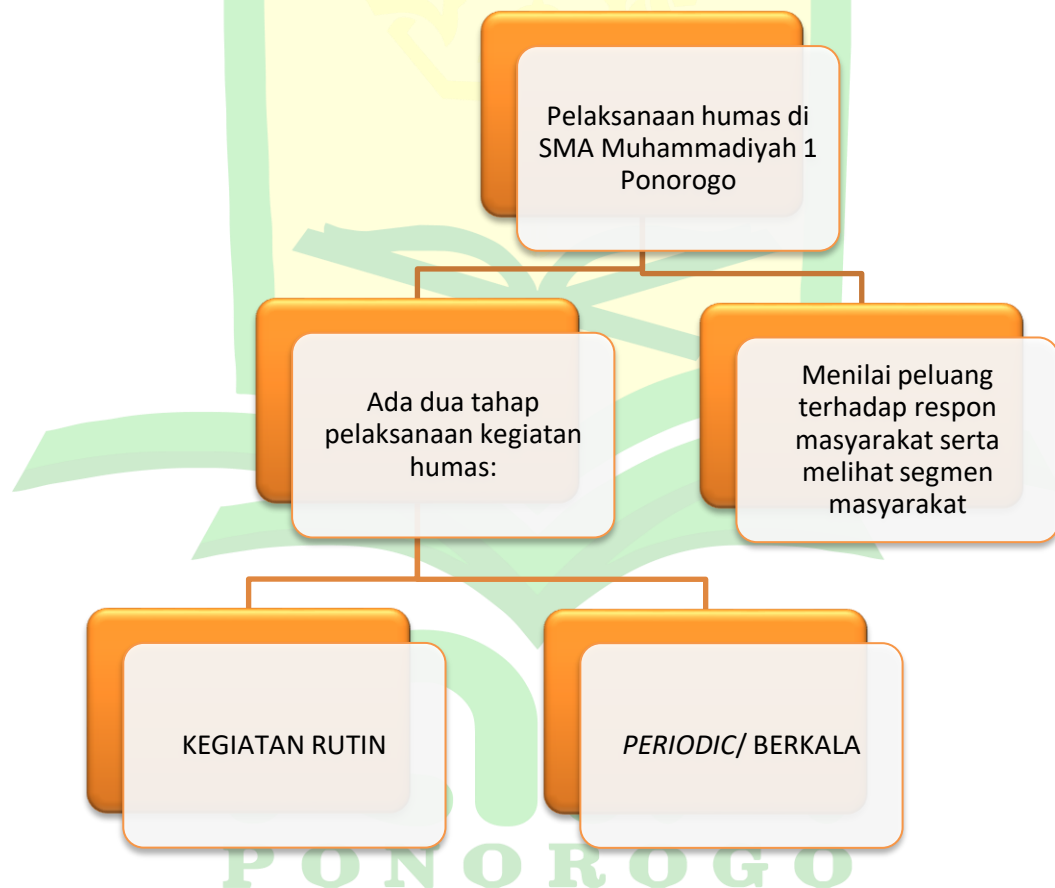 Pelaksanaan humas di
SMA Muhammadiyah 1
Ponorogo
Ada dua tahap
pelaksanaan kegiatan
humas:
Menilai peluang
terhadap respon
masyarakat serta
melihat segmen
masyarakat
KEGIATAN RUTIN
PERIODIC/ BERKALA
PONOROGO